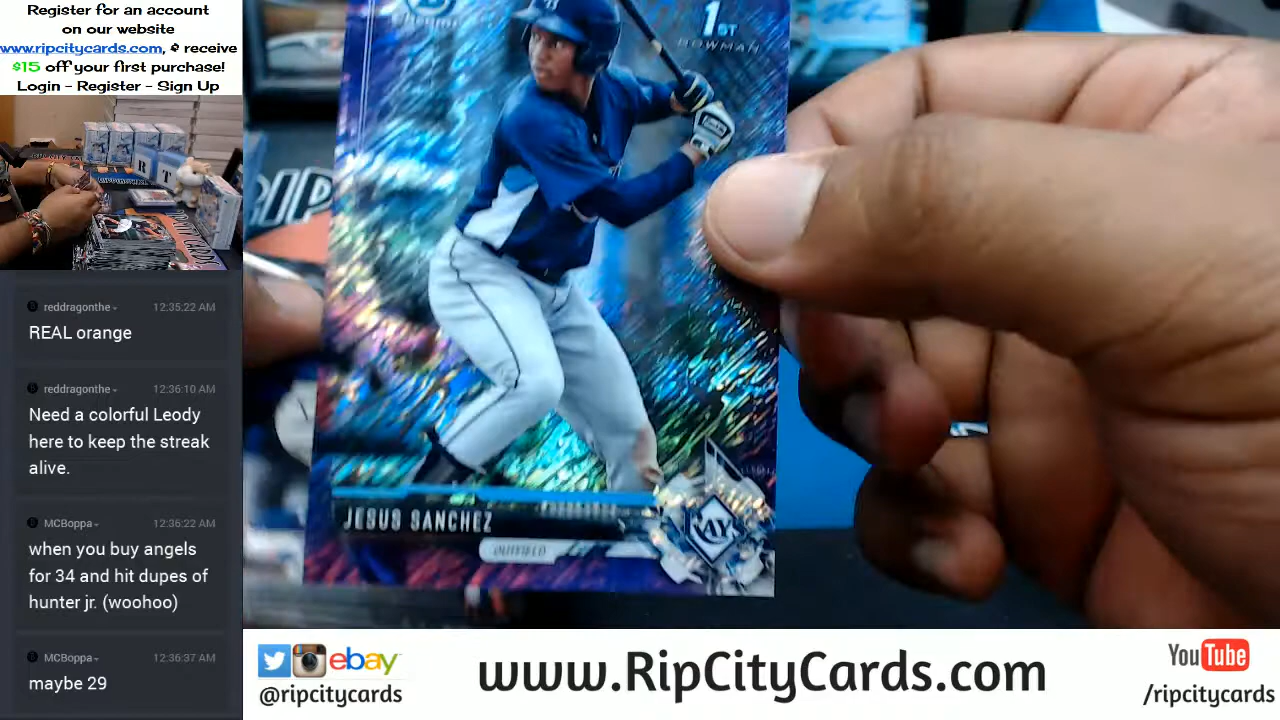 Register for an account
on our website
www.ripcitycards.com, & receive
$15 off your first purchase!
Login - Register - Sign Up
reddragonthe
12:35:22 AM
REAL orange
reddragonthe
12:36:10 AM
Need a colorful Leody
here to keep the streak
alive.
MCBoppa
12:36:22 AM
when you buy angels
for 34 and hit dupes of
hunter jr. (woohoo)
MCBoppa
12:36:37 AM
maybe 29
1ST
BOWMAN
RIP
JESUS SANCHEZ
OUTFIELD
RAYS
ebay
@ripcitycards
www.RipCityCards.com
YouTube
/ripcitycards